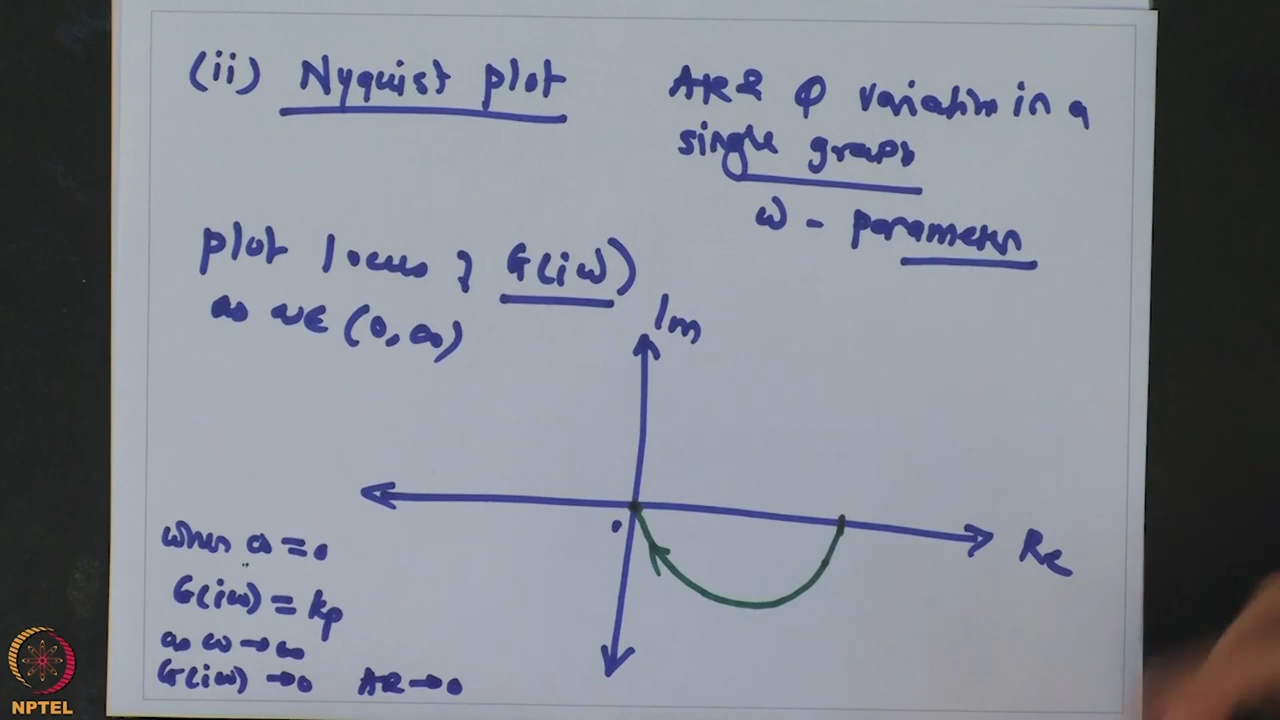 (ii) Nyquist plot
AR & φ variation in a
single graph
ω - parameter
plot locus of G(iω)
as ω ∈ (0, ∞)
Im
0
Re
when ω = 0
G(iω) = kp
as ω → ∞
G(iω) → 0 AR → 0
NPTEL